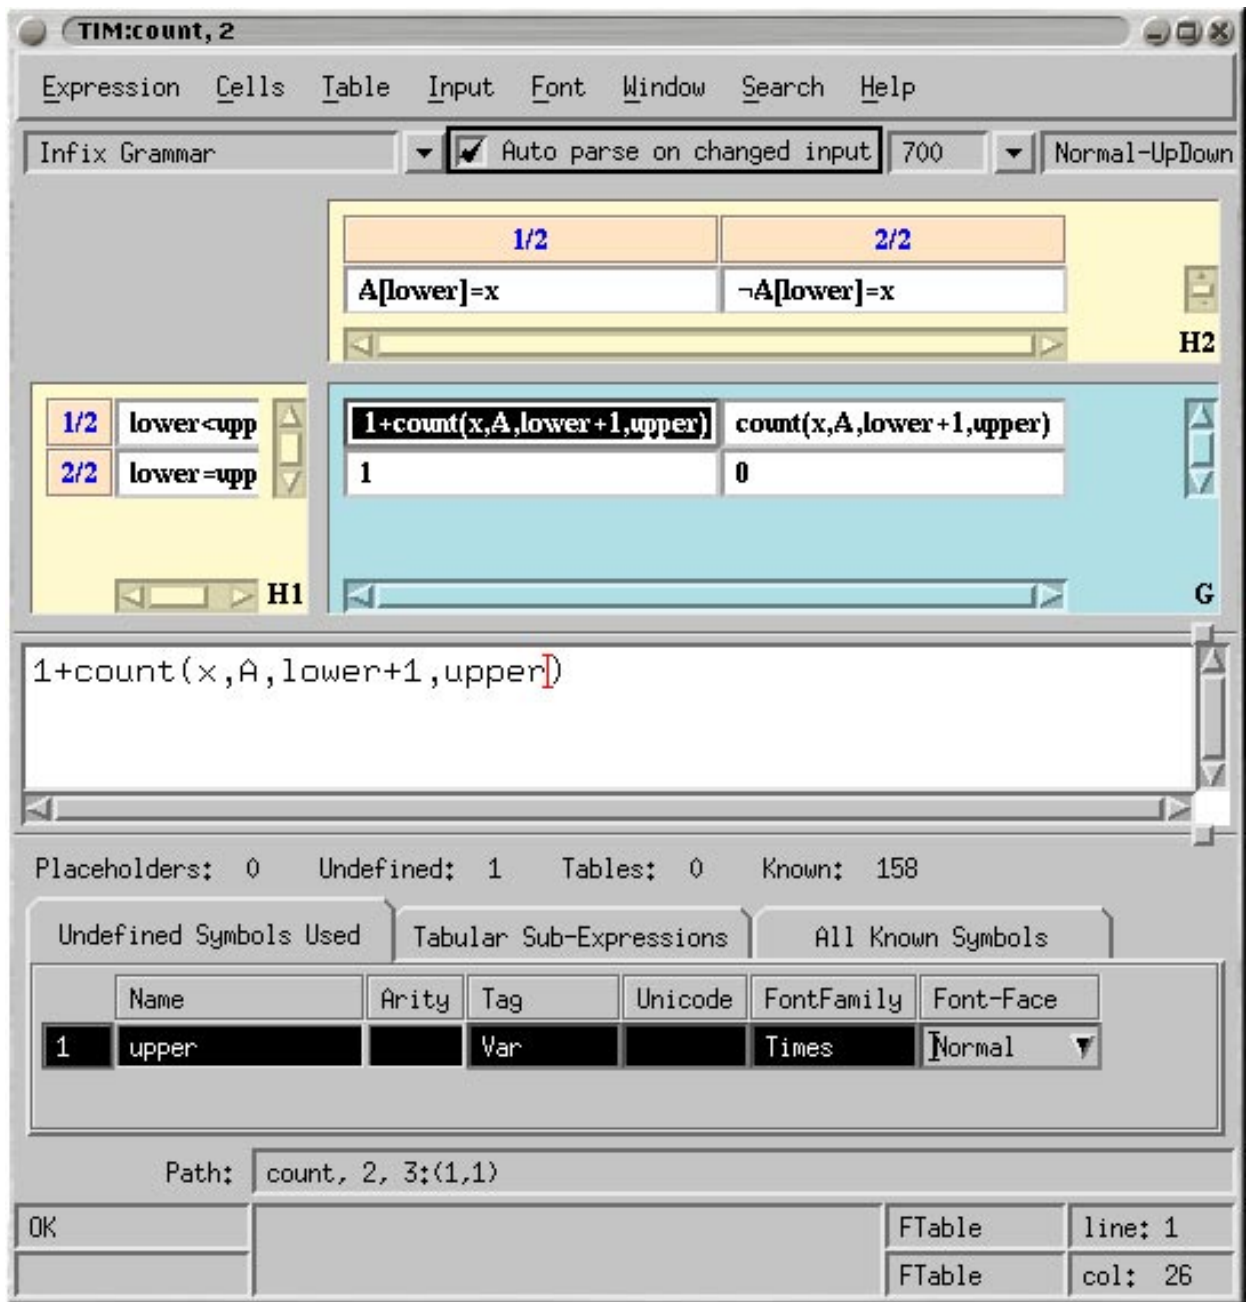 TIM:count, 2
Expression Cells Table Input Font Window Search Help
Infix Grammar Auto parse on changed input 700 Normal-UpDown
1/2 2/2
A[lower]=x ¬A[lower]=x
H2
1/2 lower<upp 1+count(x,A,lower+1,upper) count(x,A,lower+1,upper)
2/2 lower=upp 1 0
H1 G
1+count(x,A,lower+1,upper)
Placeholders: 0 Undefined: 1 Tables: 0 Known: 158
Undefined Symbols Used Tabular Sub-Expressions All Known Symbols
Name Arity Tag Unicode FontFamily Font-Face
1 upper Var Times Normal
Path: count, 2, 3:(1,1)
OK FTable line: 1
FTable col: 26